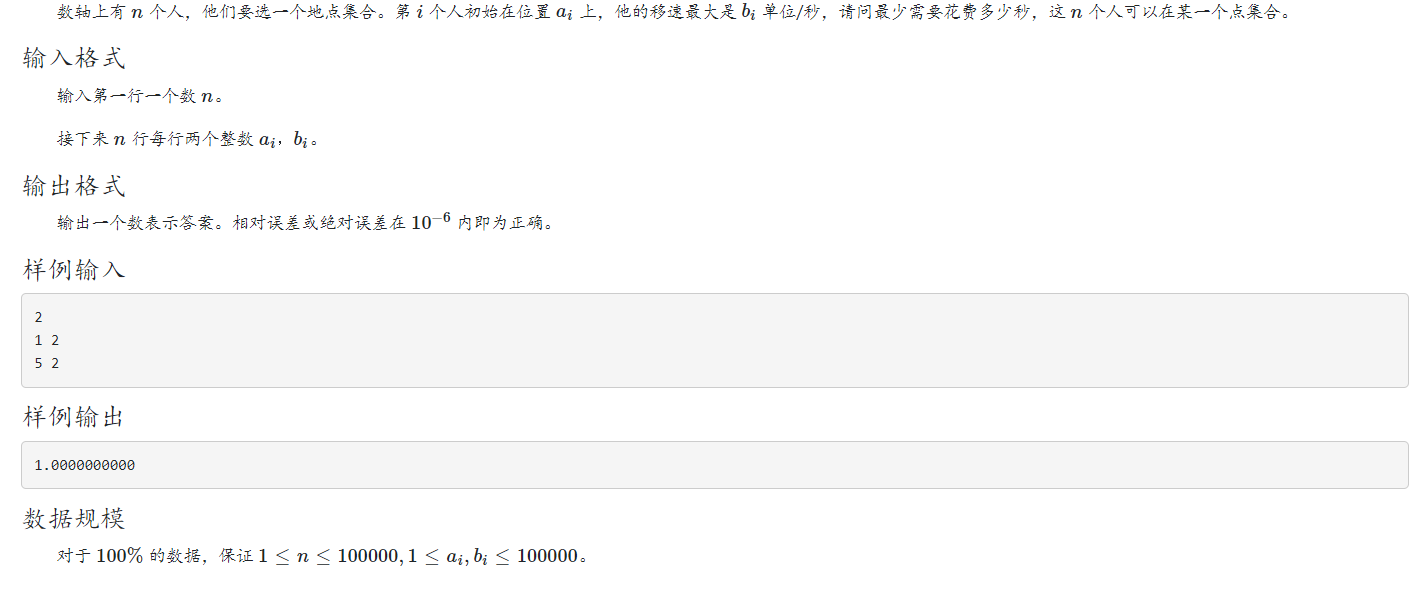 数轴上有 n 个人，他们要选一个地点集合。第 i 个人初始在位置 a_i 上，他的移速最大是 b_i 单位/秒，请问最少需要花费多少秒，这 n 个人可以在某一个点集合。
输入格式
输入第一行一个数 n。
接下来 n 行每行两个整数 a_i，b_i。
输出格式
输出一个数表示答案。相对误差或绝对误差在 10^{-6} 内即为正确。
样例输入
2
1 2
5 2
样例输出
1.0000000000
数据规模
对于 100% 的数据，保证 1 ≤ n ≤ 100000, 1 ≤ a_i, b_i ≤ 100000。